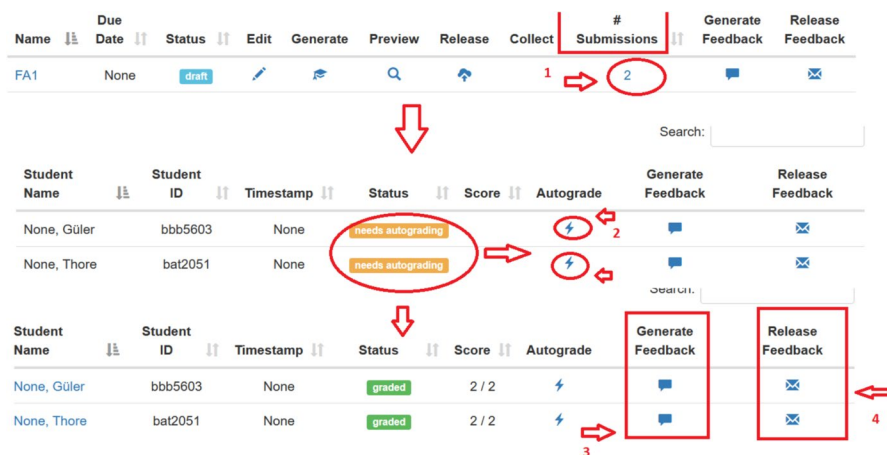 Name Due Date Status Edit Generate Preview Release Collect # Submissions Generate Feedback Release Feedback
FA1 None draft 1 2
Search:
Student Name Student ID Timestamp Status Score Autograde Generate Feedback Release Feedback
None, Güler bbb5603 None needs autograding 2
None, Thore bat2051 None needs autograding
Search:
Student Name Student ID Timestamp Status Score Autograde Generate Feedback Release Feedback
None, Güler bbb5603 None graded 2 / 2
4
None, Thore bat2051 None graded 2 / 2
3